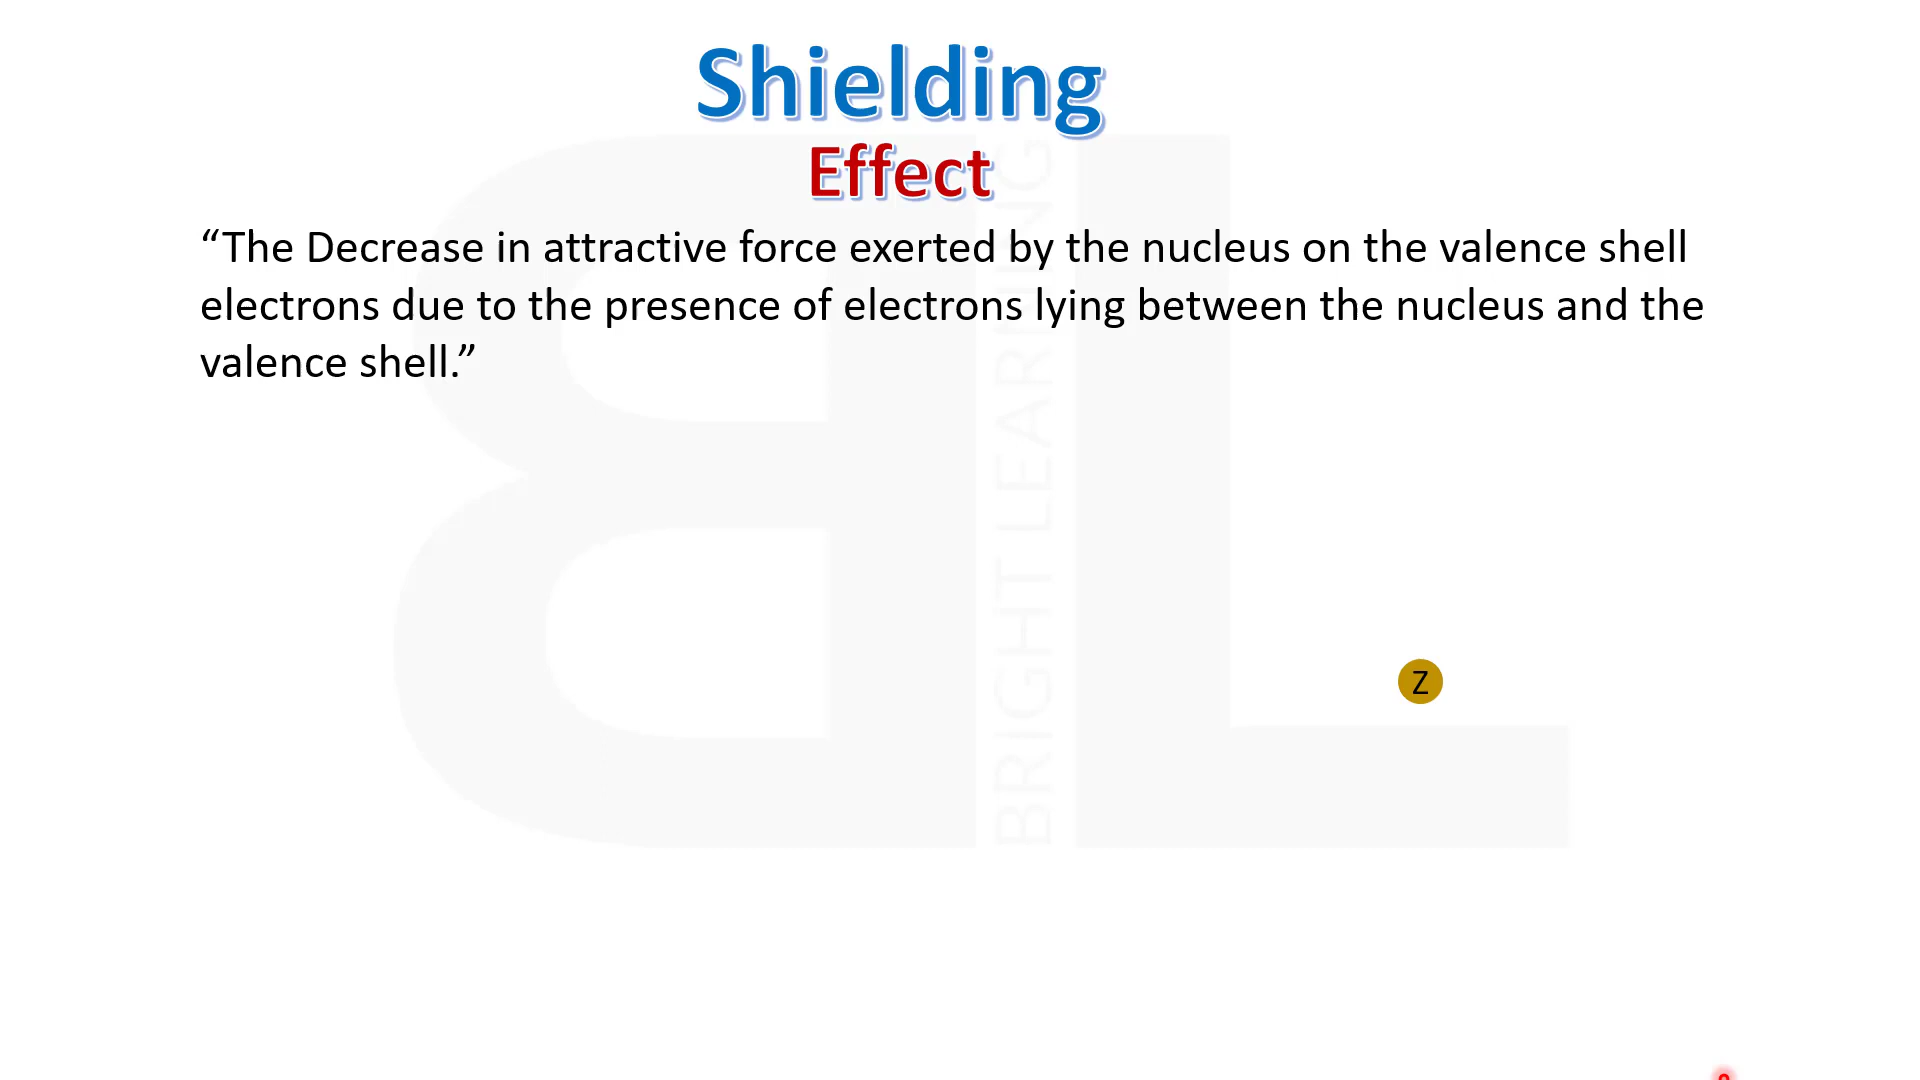 Shielding
Effect
“The Decrease in attractive force exerted by the nucleus on the valence shell
electrons due to the presence of electrons lying between the nucleus and the
valence shell.”
BRIGHT LEARNING
BL
Z